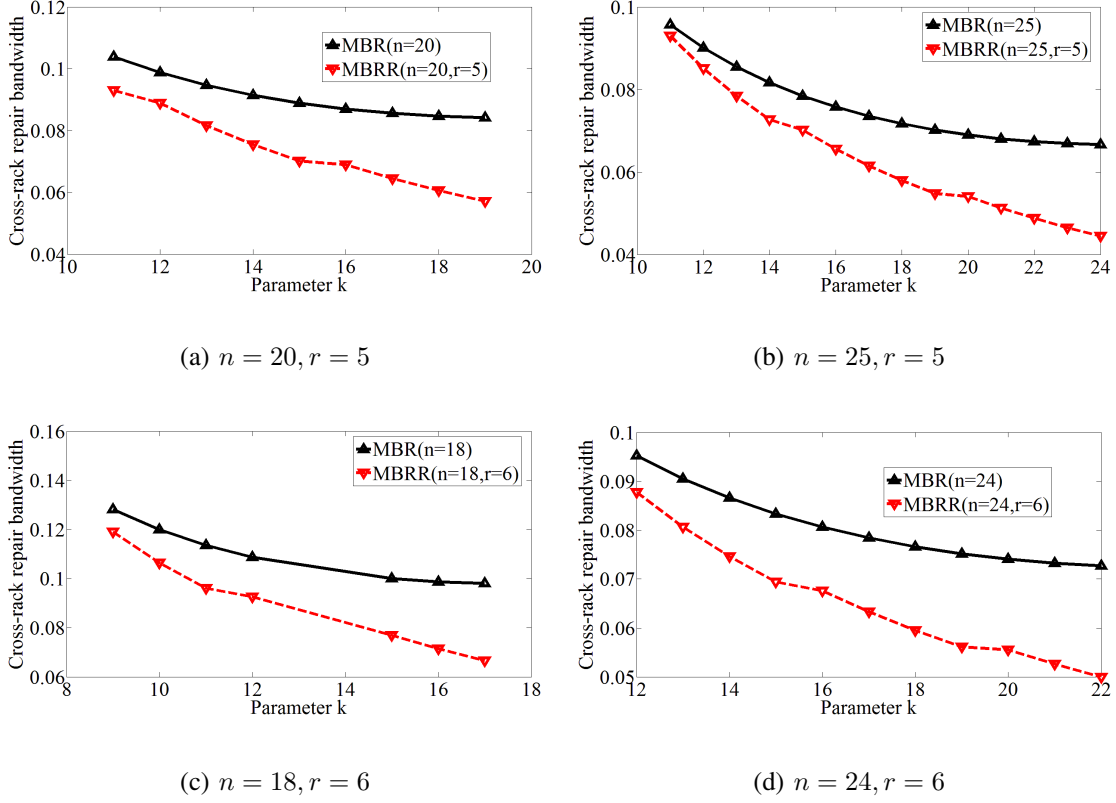 0.12
0.1
0.08
0.06
0.04
10 12 14 16 18 20
Cross-rack repair bandwidth
Parameter k
MBR(n=20)
MBRR(n=20,r=5)
(a) n = 20, r = 5
0.1
0.08
0.06
0.04
10 12 14 16 18 20 22 24
Cross-rack repair bandwidth
Parameter k
MBR(n=25)
MBRR(n=25,r=5)
(b) n = 25, r = 5
0.16
0.14
0.12
0.1
0.08
0.06
8 10 12 14 16 18
Cross-rack repair bandwidth
Parameter k
MBR(n=18)
MBRR(n=18,r=6)
(c) n = 18, r = 6
0.1
0.09
0.08
0.07
0.06
0.05
12 14 16 18 20 22
Cross-rack repair bandwidth
Parameter k
MBR(n=24)
MBRR(n=24,r=6)
(d) n = 24, r = 6